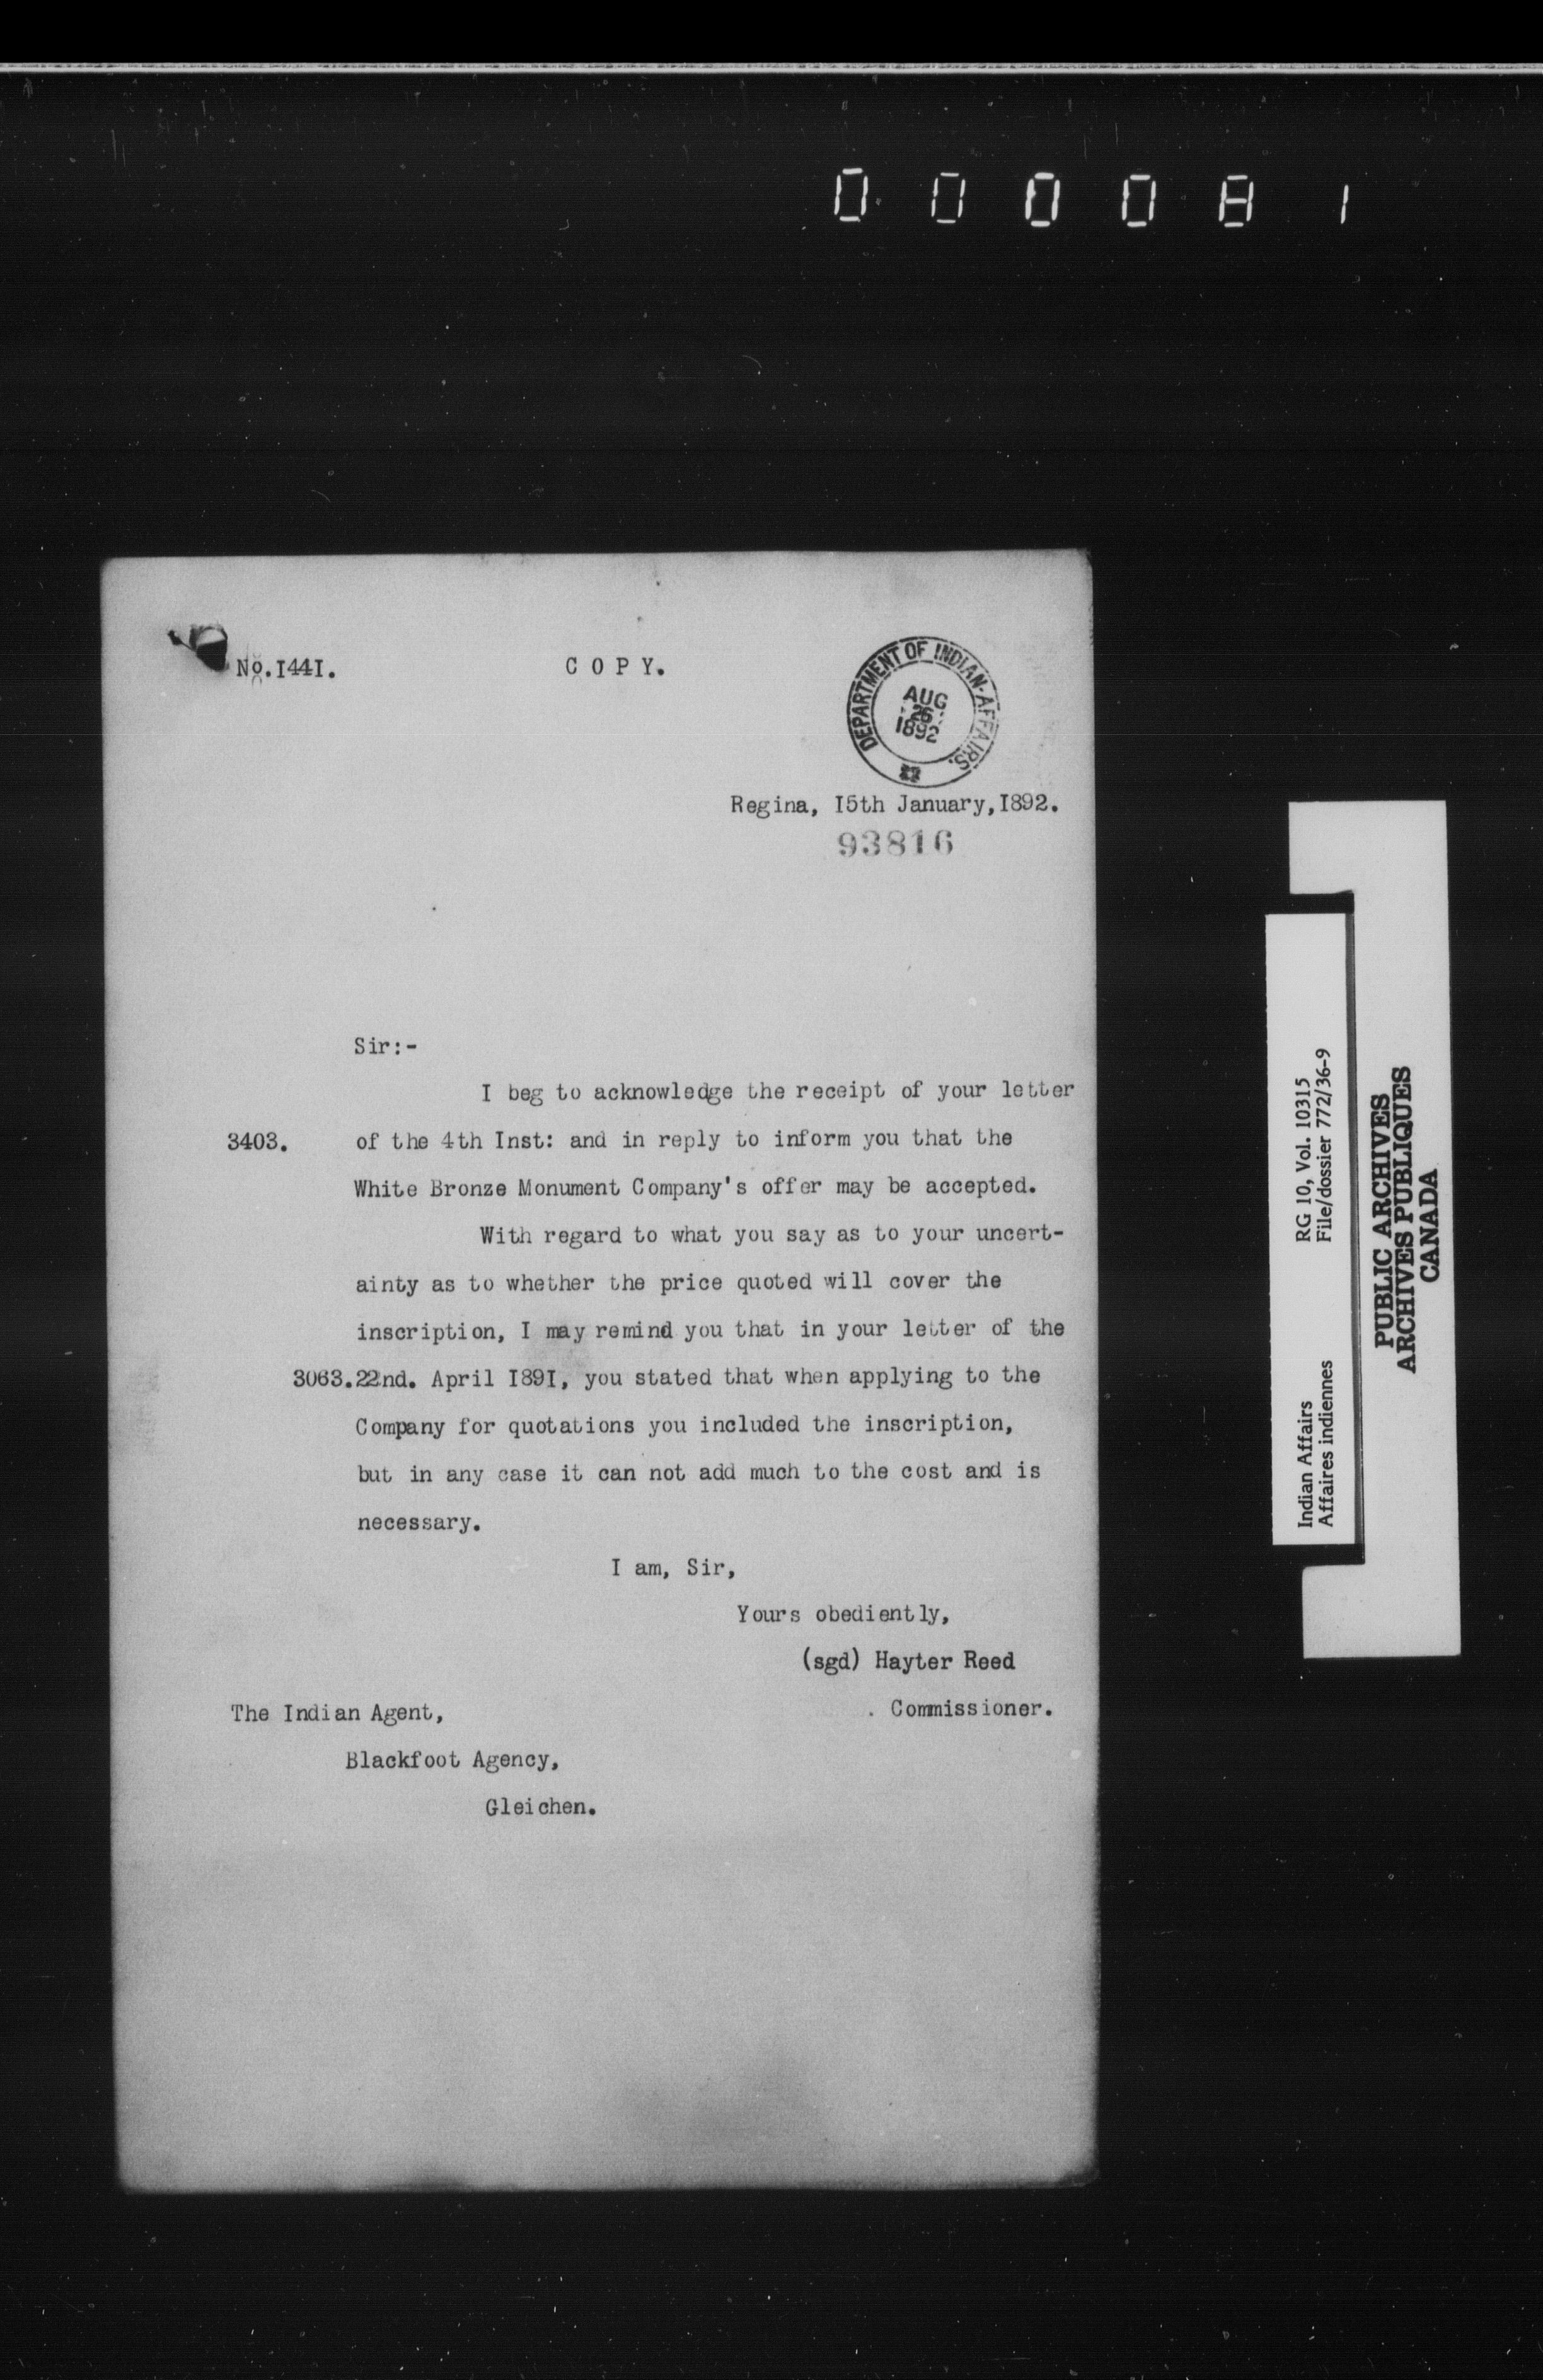 0 0 0 0 8 1
No.I44I.
C O P Y.
DEPARTMENT OF INDIAN AFFAIRS.
AUG
26
1892
Regina, I5th January,I892.
93816
Sir:-
I beg to acknowledge the receipt of your letter
3403. of the 4th Inst: and in reply to inform you that the
White Bronze Monument Company's offer may be accepted.
With regard to what you say as to your uncert-
ainty as to whether the price quoted will cover the
inscription, I may remind you that in your letter of the
3063.22nd. April I89I, you stated that when applying to the
Company for quotations you included the inscription,
but in any case it can not add much to the cost and is
necessary.
I am, Sir,
Yours obediently,
(sgd) Hayter Reed
Commissioner.
The Indian Agent,
Blackfoot Agency,
Gleichen.
Indian Affairs RG 10, Vol. 10315
Affaires indiennes File/dossier 772/36-9
PUBLIC ARCHIVES
ARCHIVES PUBLIQUES
CANADA